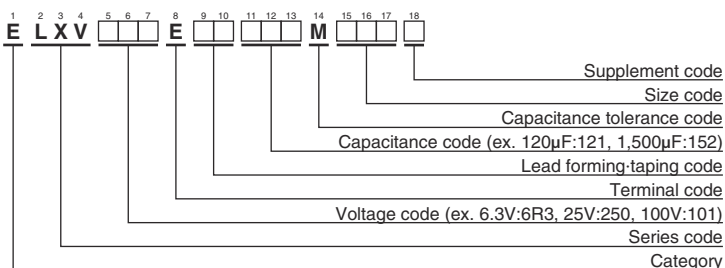 1 2 3 4 5 6 7 8 9 10 11 12 13 14 15 16 17 18
E L X V □□□ E □□ □□□ M □□□ □
Supplement code
Size code
Capacitance tolerance code
Capacitance code (ex. 120μF:121, 1,500μF:152)
Lead forming·taping code
Terminal code
Voltage code (ex. 6.3V:6R3, 25V:250, 100V:101)
Series code
Category